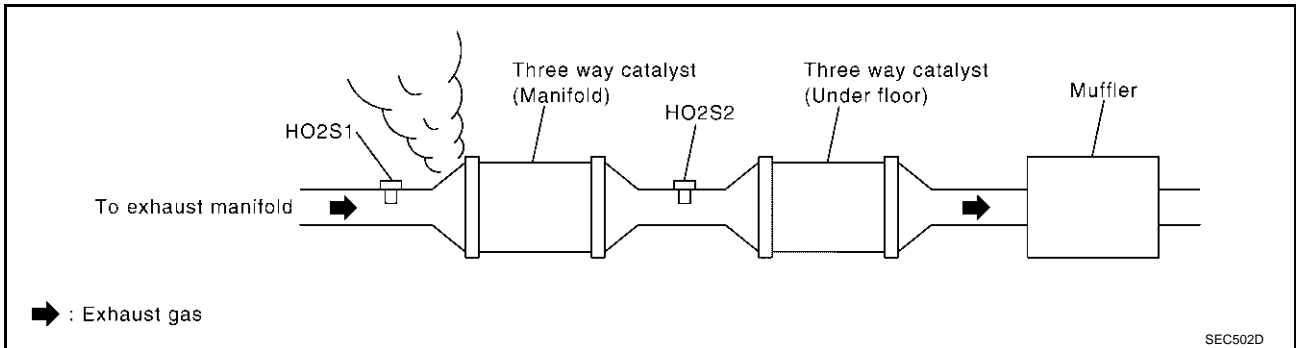 Three way catalyst
(Manifold)
Three way catalyst
(Under floor)
Muffler
HO2S1
HO2S2
To exhaust manifold
: Exhaust gas
SEC502D